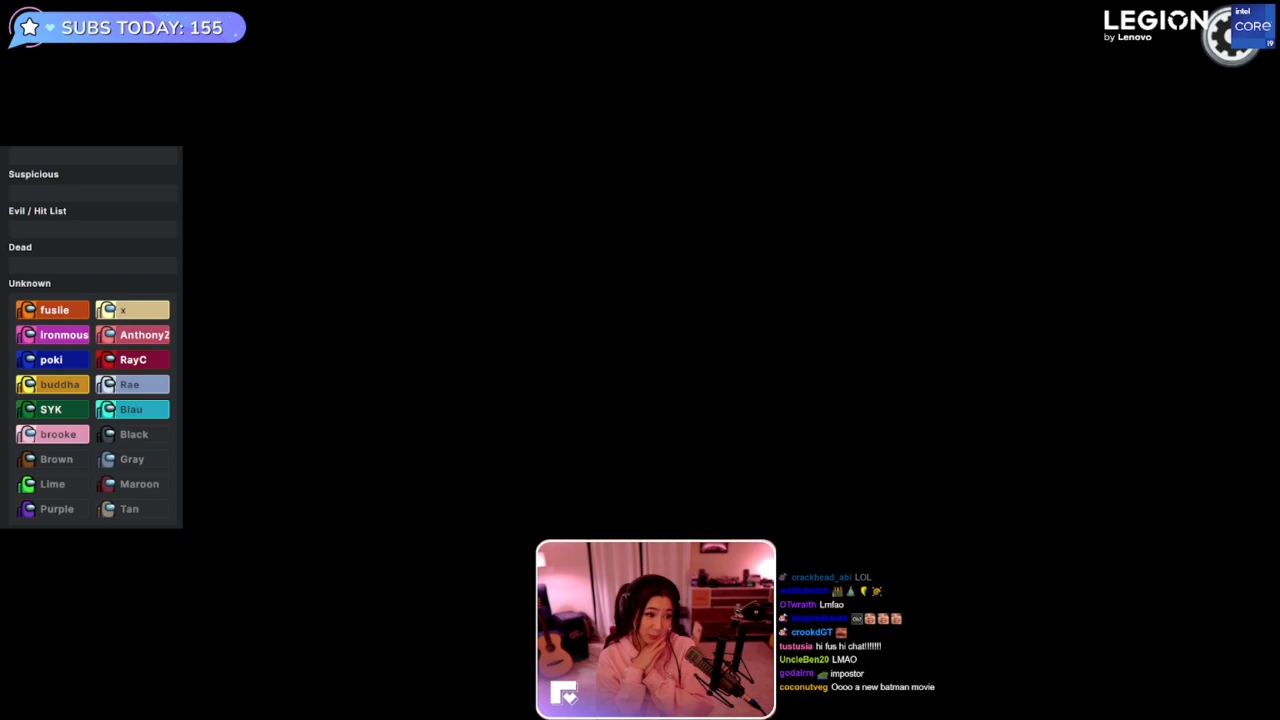 SUBS TODAY: 155
LEGION
by Lenovo
intel
CORE
i9
Suspicious
Evil / Hit List
Dead
Unknown
fuslie
x
ironmous
Anthony2
poki
RayC
buddha
Rae
SYK
Blau
brooke
Black
Brown
Gray
Lime
Maroon
Purple
Tan
crackhead_abi LOL
OTwraith Lmfao
crookdGT
tustusia hi fus hi chat!!!!!!!
UncleBen20 LMAO
godairre impostor
coconutveg Oooo a new batman movie